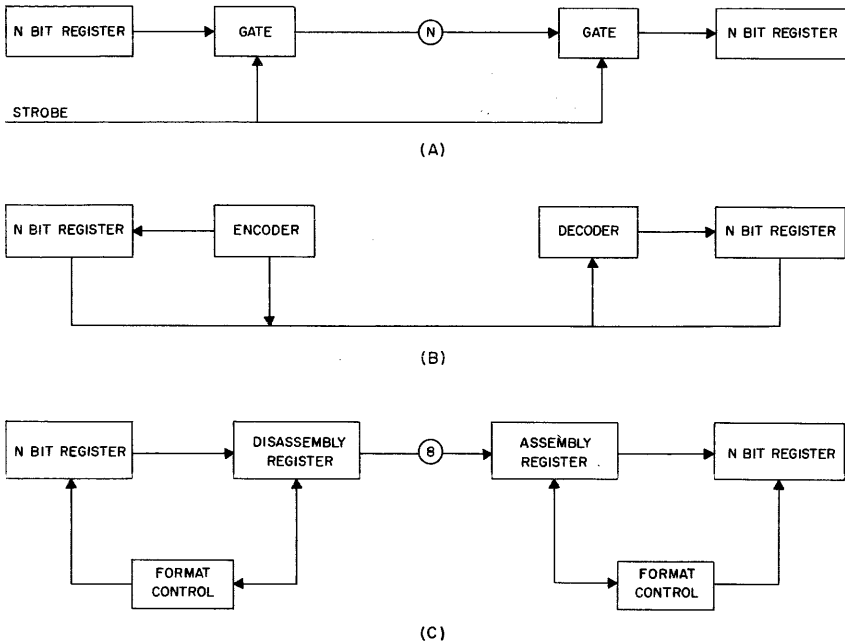 N BIT REGISTER
GATE
N
GATE
N BIT REGISTER
STROBE
(A)
N BIT REGISTER
ENCODER
DECODER
N BIT REGISTER
(B)
N BIT REGISTER
DISASSEMBLY
REGISTER
8
ASSEMBLY
REGISTER
N BIT REGISTER
FORMAT
CONTROL
FORMAT
CONTROL
(C)